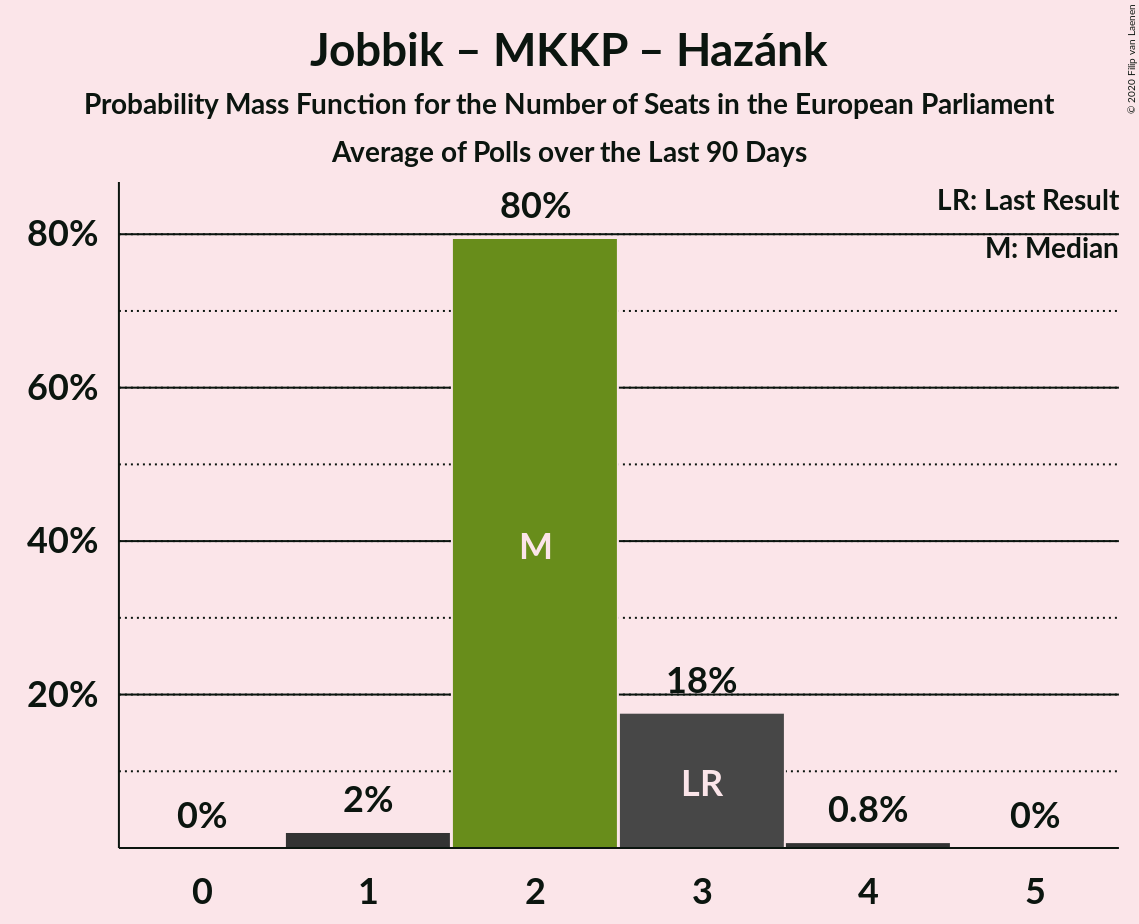 Jobbik – MKKP – Hazánk
Probability Mass Function for the Number of Seats in the European Parliament
Average of Polls over the Last 90 Days
© 2020 Filip van Laenen
LR: Last Result
M: Median
80%
60%
40%
20%
0%
2%
80%
18%
0.8%
0%
M
LR
0
1
2
3
4
5